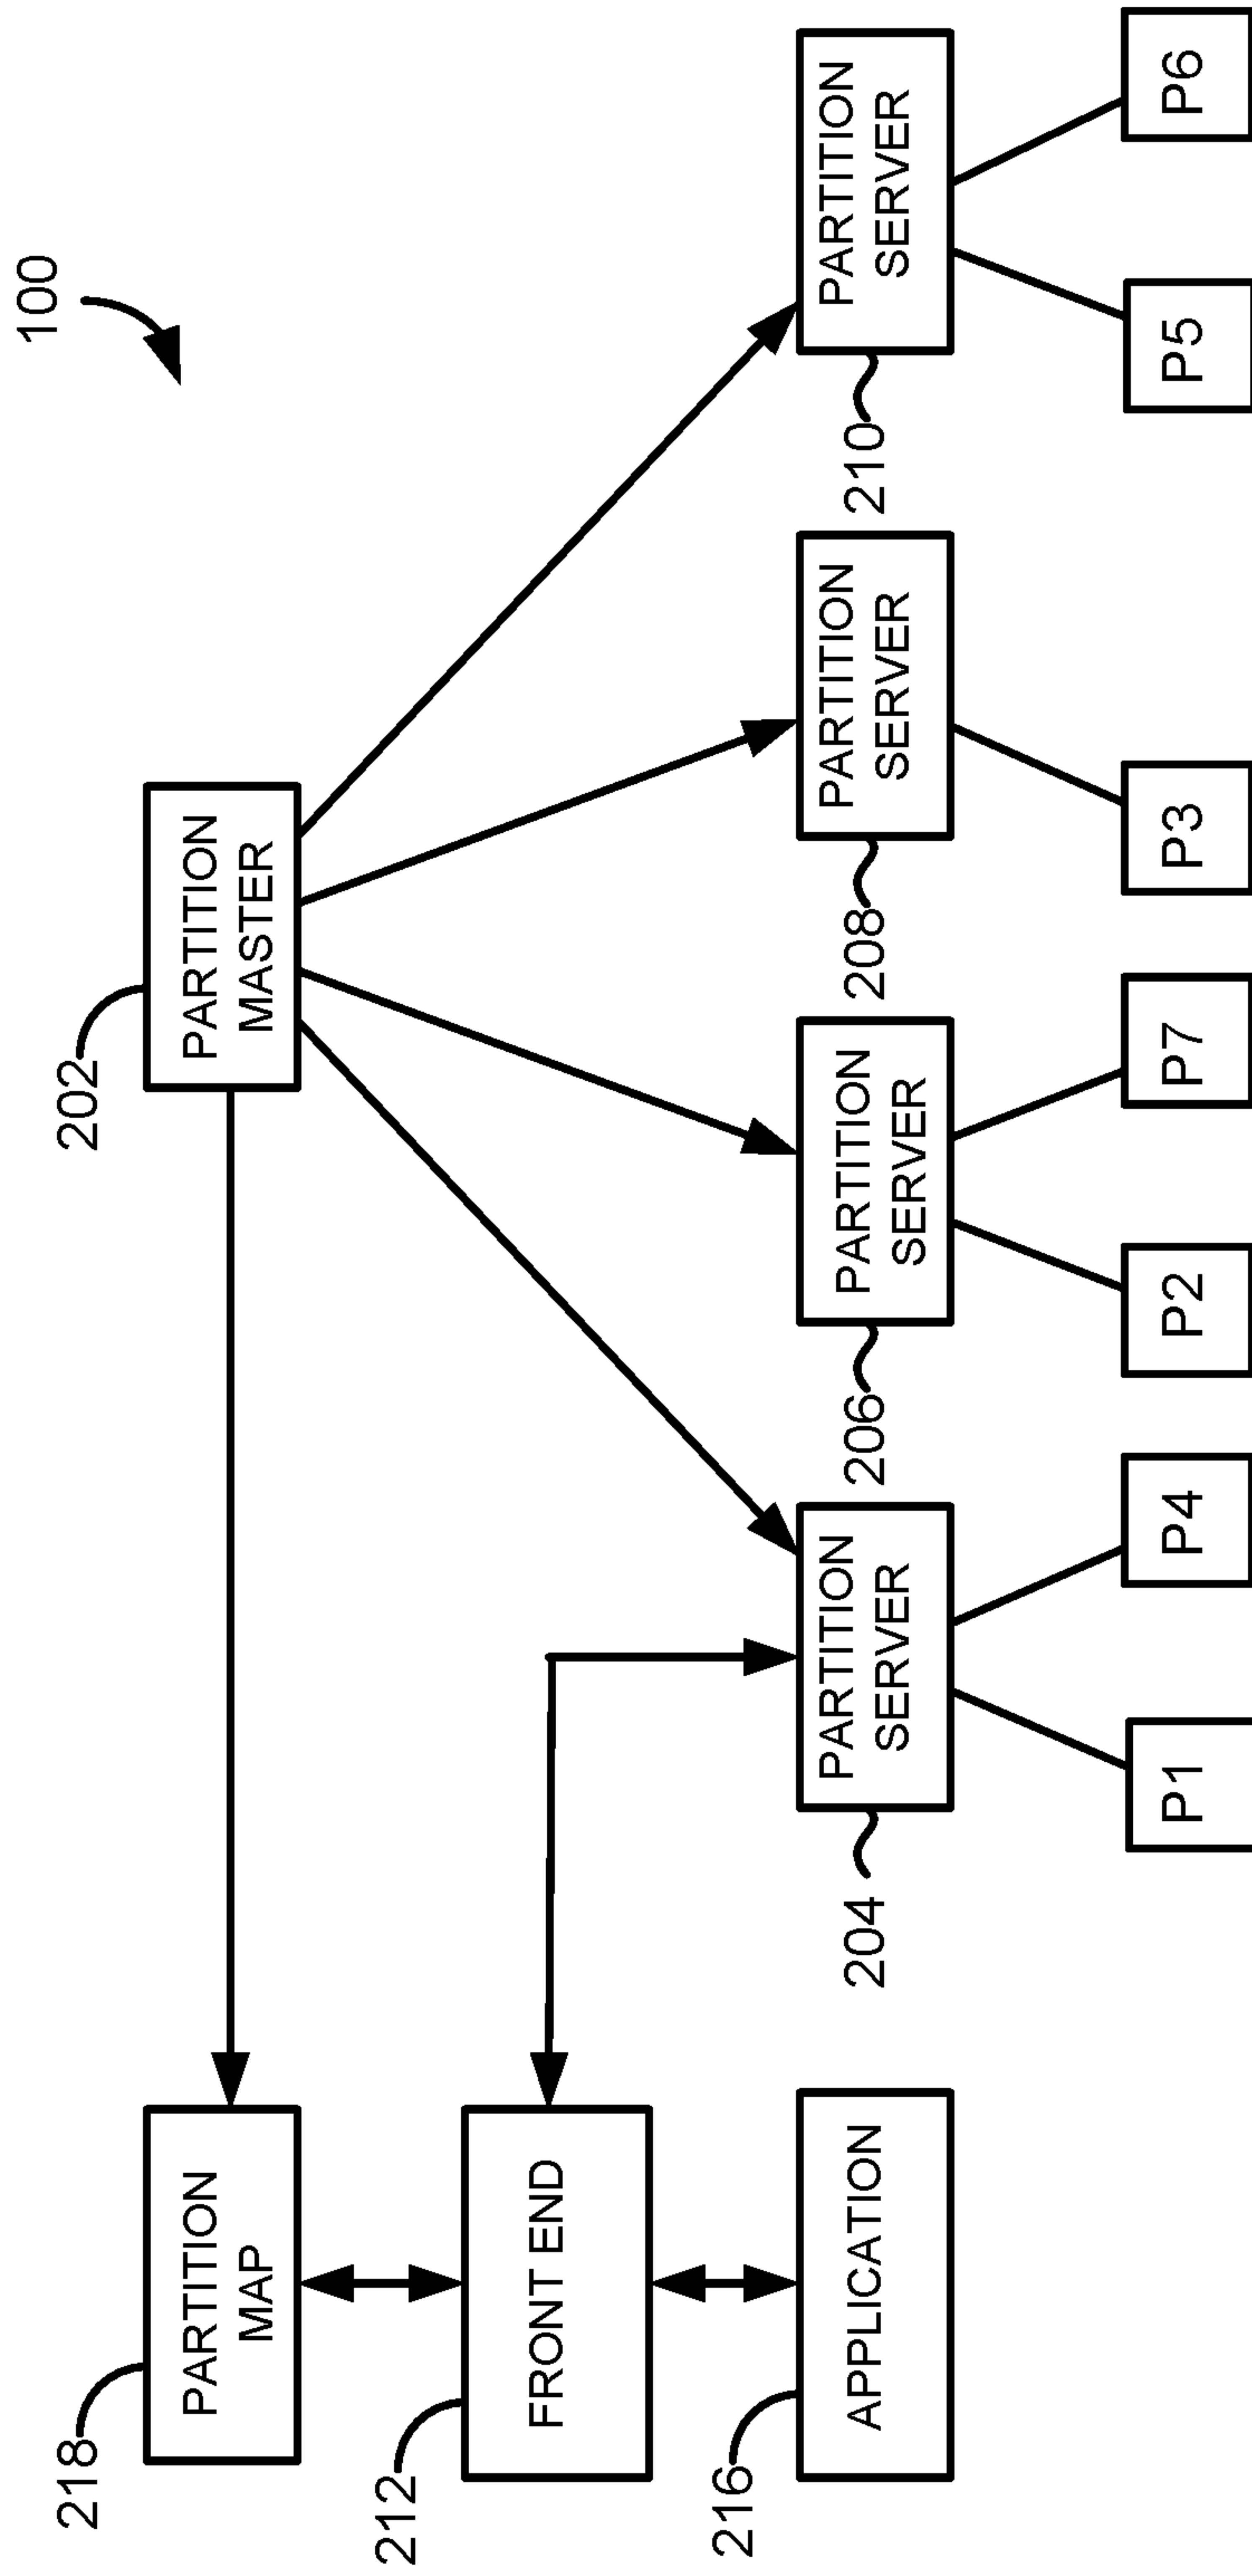 100
202
PARTITION
MASTER
218
PARTITION
MAP
212
FRONT END
216
APPLICATION
204
PARTITION
SERVER
206
PARTITION
SERVER
208
PARTITION
SERVER
210
PARTITION
SERVER
P1
P4
P2
P7
P3
P5
P6